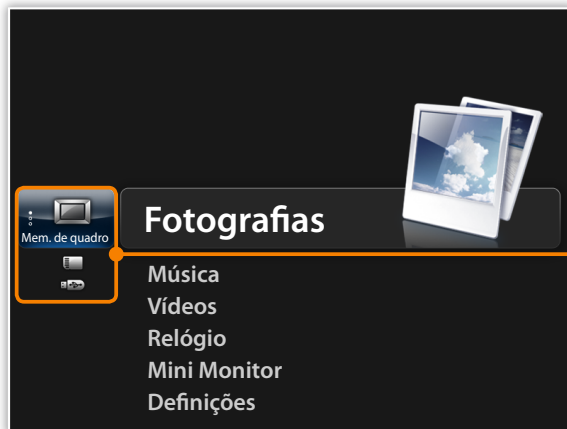 Mem. de quadro
Fotografias
Música
Vídeos
Relógio
Mini Monitor
Definições